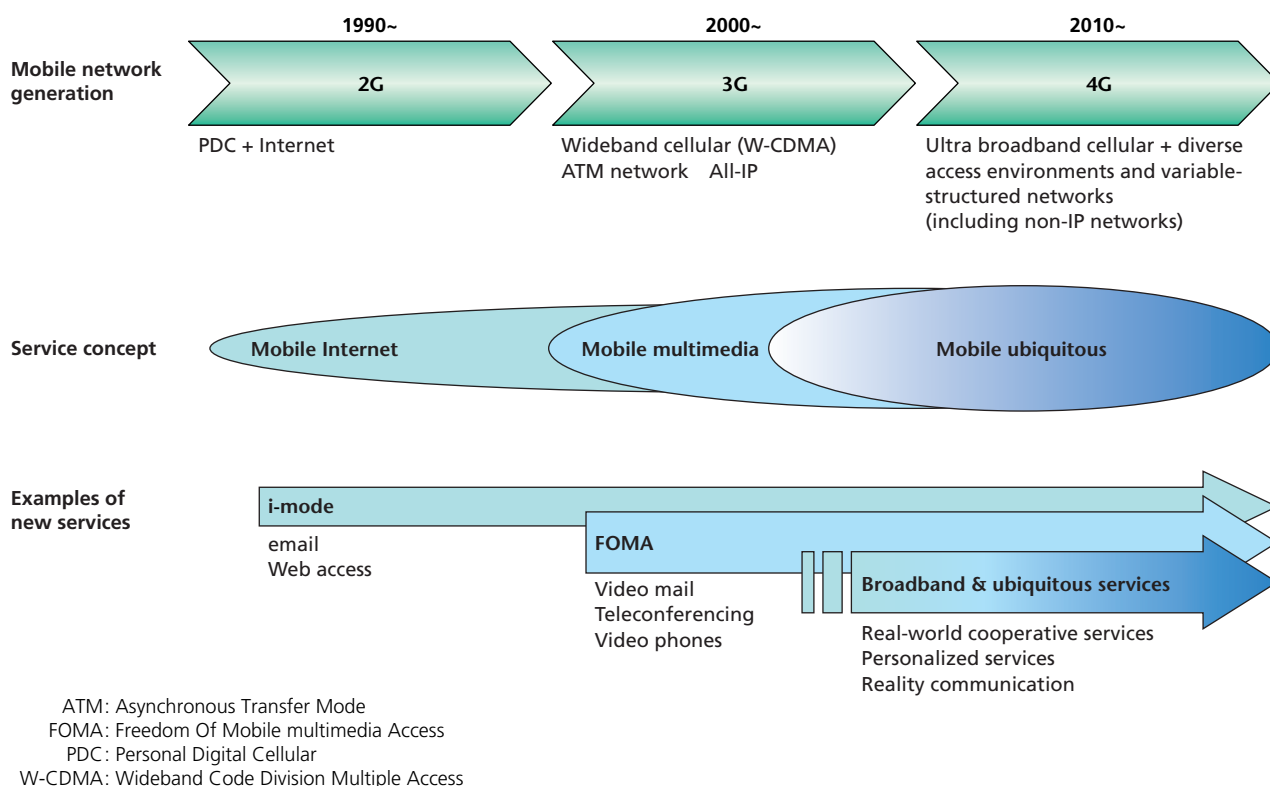 1990~
2000~
2010~
Mobile network
generation
2G
3G
4G
PDC + Internet
Wideband cellular (W-CDMA)
ATM network All-IP
Ultra broadband cellular + diverse
access environments and variable-
structured networks
(including non-IP networks)
Service concept
Mobile Internet
Mobile multimedia
Mobile ubiquitous
Examples of
new services
i-mode
email
Web access
FOMA
Video mail
Teleconferencing
Video phones
Broadband & ubiquitous services
Real-world cooperative services
Personalized services
Reality communication
ATM: Asynchronous Transfer Mode
FOMA: Freedom Of Mobile multimedia Access
PDC: Personal Digital Cellular
W-CDMA: Wideband Code Division Multiple Access